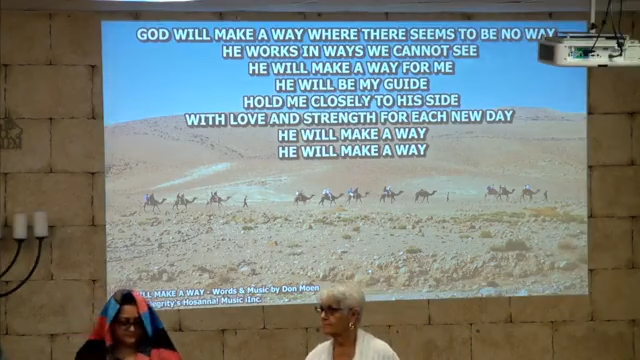 GOD WILL MAKE A WAY WHERE THERE SEEMS TO BE NO WAY
HE WORKS IN WAYS WE CANNOT SEE
HE WILL MAKE A WAY FOR ME
HE WILL BE MY GUIDE
HOLD ME CLOSELY TO HIS SIDE
WITH LOVE AND STRENGTH FOR EACH NEW DAY
HE WILL MAKE A WAY
HE WILL MAKE A WAY
MAKE A WAY - Words & Music by Don Moen
Hosanna! Music